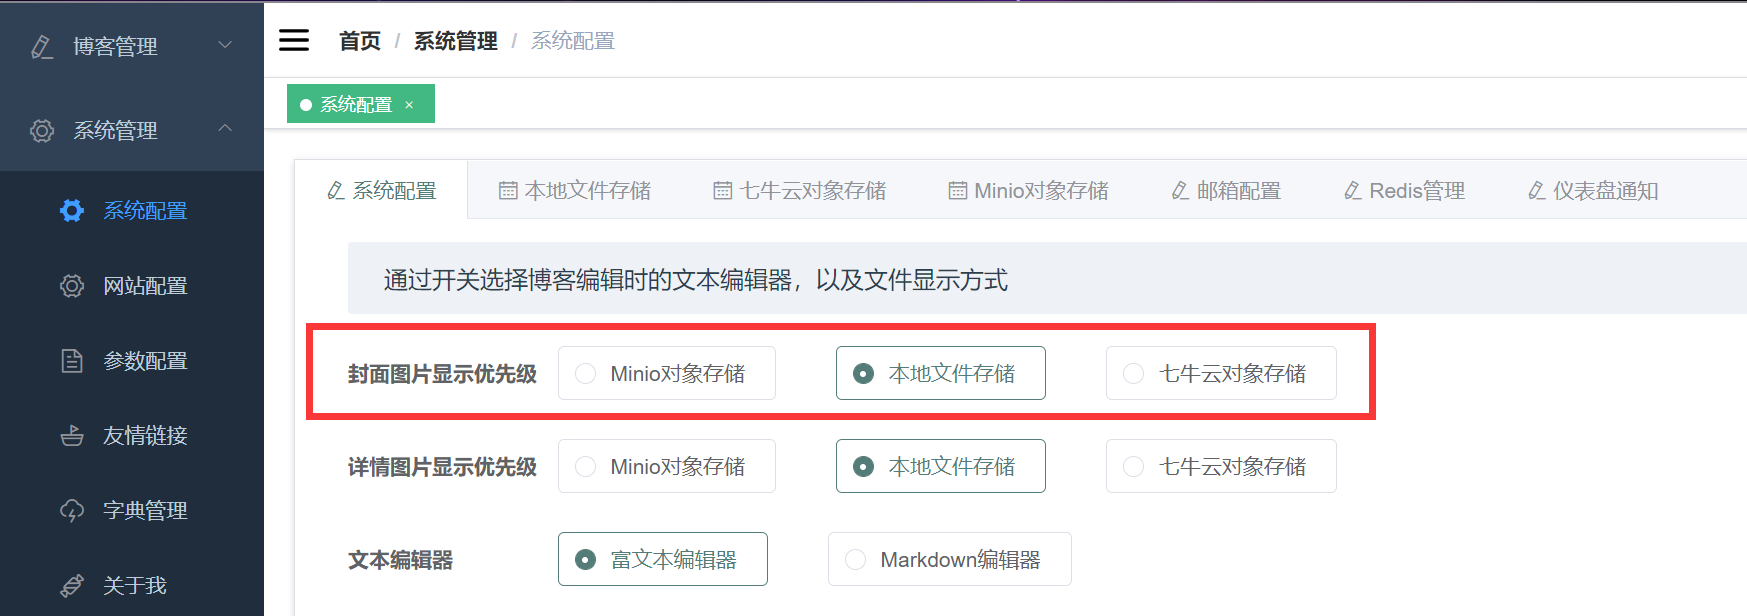 博客管理
系统管理
系统配置
网站配置
参数配置
友情链接
字典管理
关于我
首页 / 系统管理 / 系统配置
系统配置 ×
系统配置 本地文件存储 七牛云对象存储 Minio对象存储 邮箱配置 Redis管理 仪表盘通知
通过开关选择博客编辑时的文本编辑器，以及文件显示方式
封面图片显示优先级 Minio对象存储 本地文件存储 七牛云对象存储
详情图片显示优先级 Minio对象存储 本地文件存储 七牛云对象存储
文本编辑器 富文本编辑器 Markdown编辑器